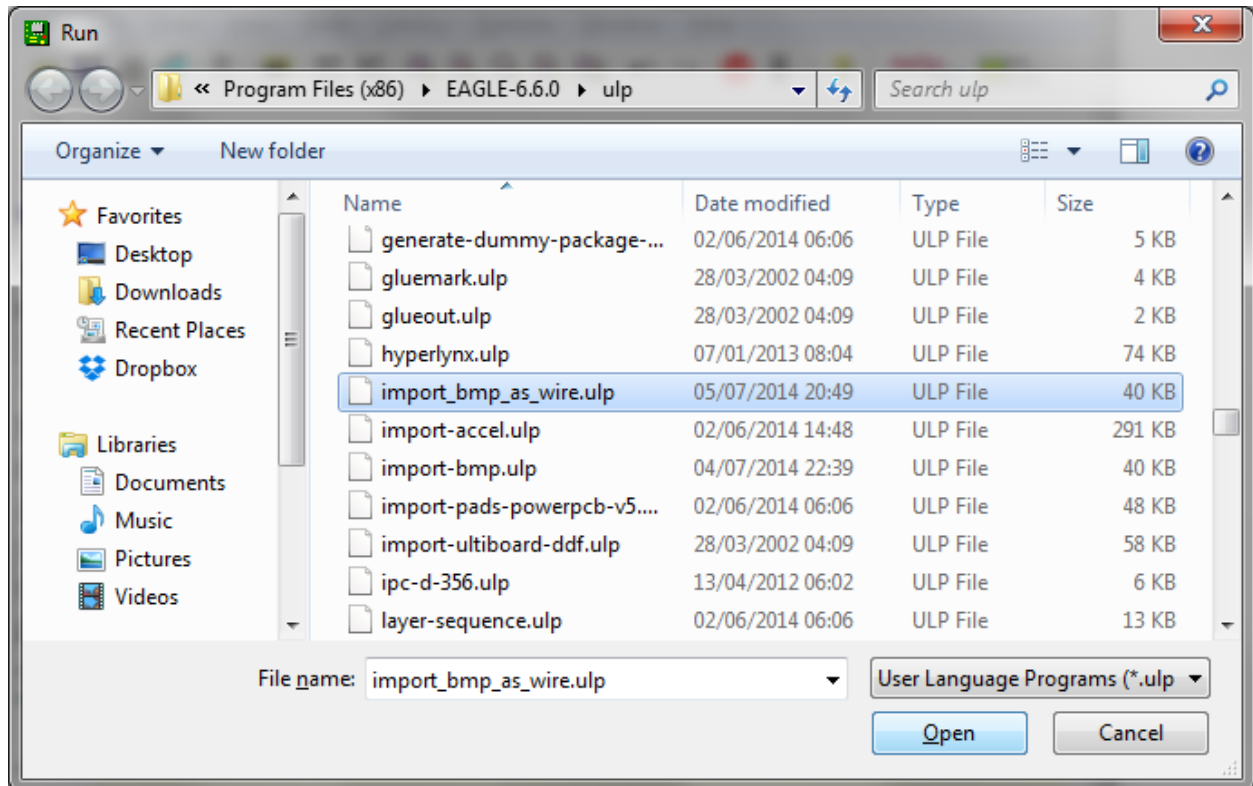 Run
« Program Files (x86) ▸ EAGLE-6.6.0 ▸ ulp Search ulp
Organize New folder
Favorites
Desktop
Downloads
Recent Places
Dropbox
Libraries
Documents
Music
Pictures
Videos
Name Date modified Type Size
generate-dummy-package-... 02/06/2014 06:06 ULP File 5 KB
gluemark.ulp 28/03/2002 04:09 ULP File 4 KB
glueout.ulp 28/03/2002 04:09 ULP File 2 KB
hyperlynx.ulp 07/01/2013 08:04 ULP File 74 KB
import_bmp_as_wire.ulp 05/07/2014 20:49 ULP File 40 KB
import-accel.ulp 02/06/2014 14:48 ULP File 291 KB
import-bmp.ulp 04/07/2014 22:39 ULP File 40 KB
import-pads-powerpcb-v5.... 02/06/2014 06:06 ULP File 48 KB
import-ultiboard-ddf.ulp 28/03/2002 04:09 ULP File 58 KB
ipc-d-356.ulp 13/04/2012 06:02 ULP File 6 KB
layer-sequence.ulp 02/06/2014 06:06 ULP File 13 KB
File name: import_bmp_as_wire.ulp User Language Programs (*.ulp
Open Cancel